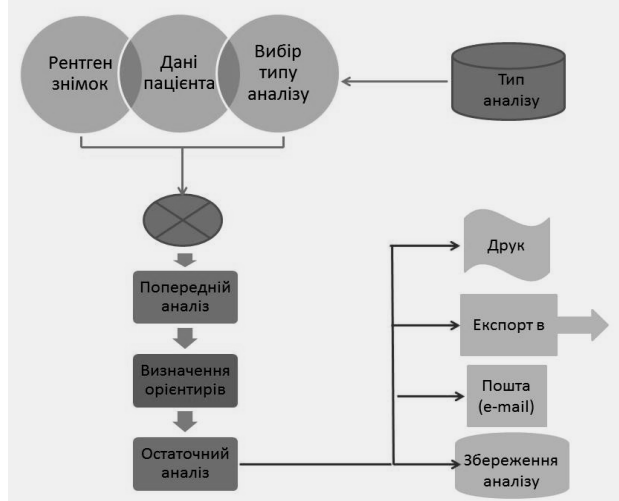 Рентген
знімок
Дані
пацієнта
Вибір
типу
аналізу
Тип
аналізу
Попередній
аналіз
Визначення
орієнтирів
Остаточний
аналіз
Друк
Експорт в
Пошта
(e-mail)
Збереження
аналізу